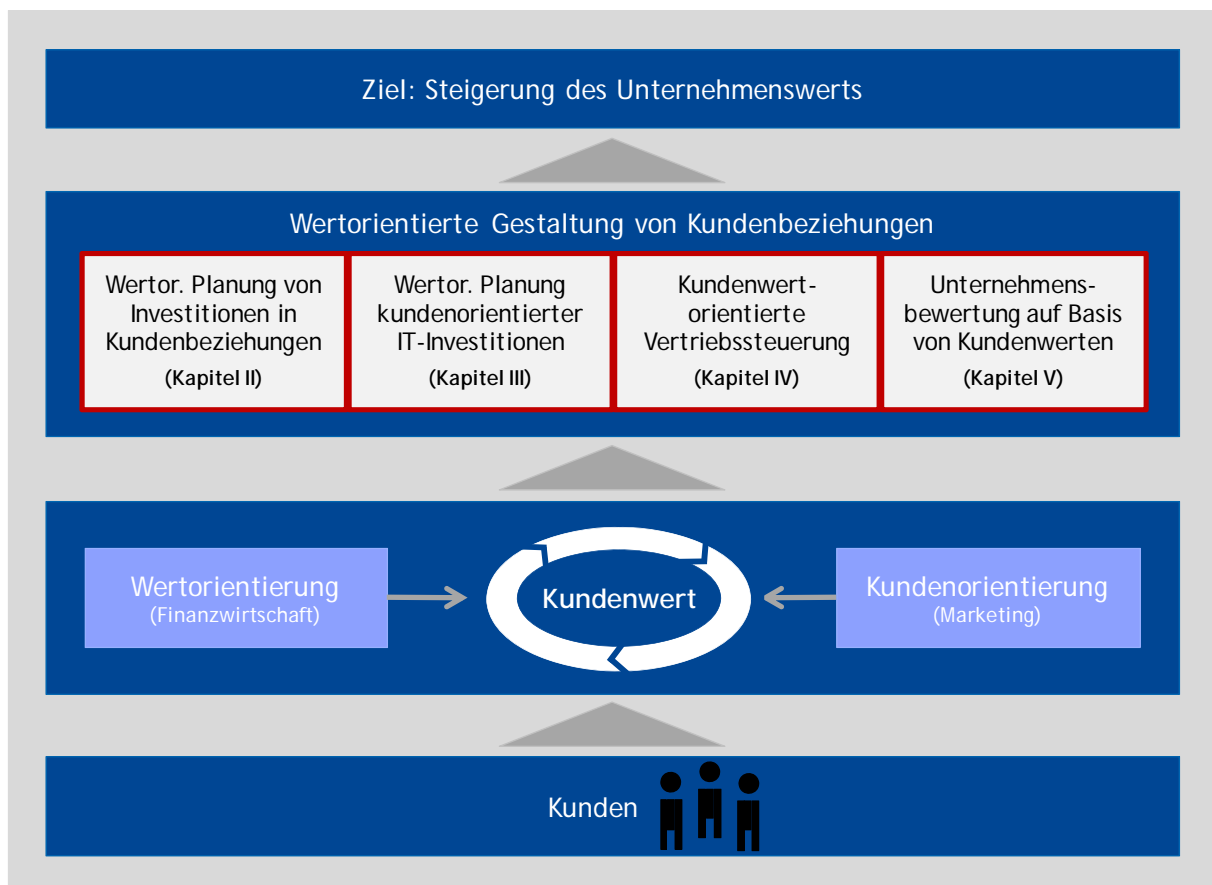 Ziel: Steigerung des Unternehmenswerts
Wertorientierte Gestaltung von Kundenbeziehungen
Wertor. Planung von
Investitionen in
Kundenbeziehungen
(Kapitel II)
Wertor. Planung
kundenorientierter
IT-Investitionen
(Kapitel III)
Kundenwert-
orientierte
Vertriebssteuerung
(Kapitel IV)
Unternehmens-
bewertung auf Basis
von Kundenwerten
(Kapitel V)
Wertorientierung
(Finanzwirtschaft)
Kundenwert
Kundenorientierung
(Marketing)
Kunden